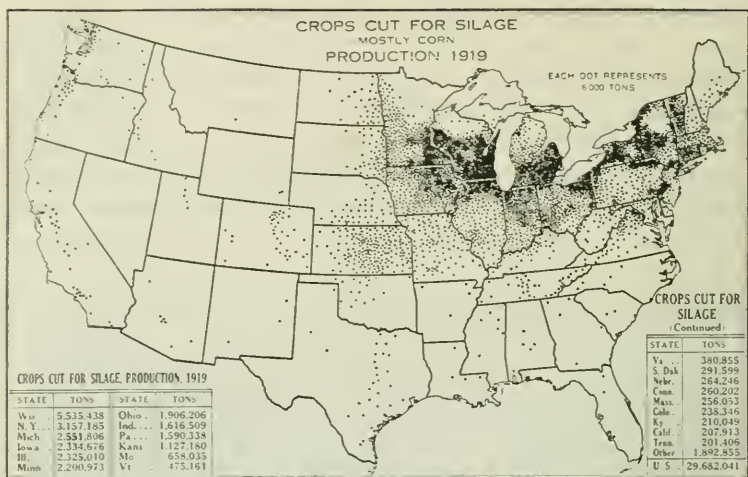 CROPS CUT FOR SILAGE
MOSTLY CORN
PRODUCTION 1919
EACH DOT REPRESENTS
6000 TONS
CROPS CUT FOR SILAGE, PRODUCTION, 1919
STATE TONS STATE TONS
Wis 5,535,438 Ohio . 1,906,206
N. Y... 3,157,185 Ind.... 1,616,509
Mich 2,551,806 Pa ... 1,590,338
Iowa 2,334,676 Kans 1,127,180
Ill. 2,325,010 Mo 658,035
Minn 2,200,973 Vt 475,161
CROPS CUT FOR
SILAGE
(Continued)
STATE TONS
Va .. 380,855
S. Dak 291,599
Nebr. 264,246
Conn. 260,202
Mass. 256,053
Colo . 238,346
Ky . 210,049
Calif. 207,913
Tenn. 201,406
Other 1,892,855
U S 29,682,041